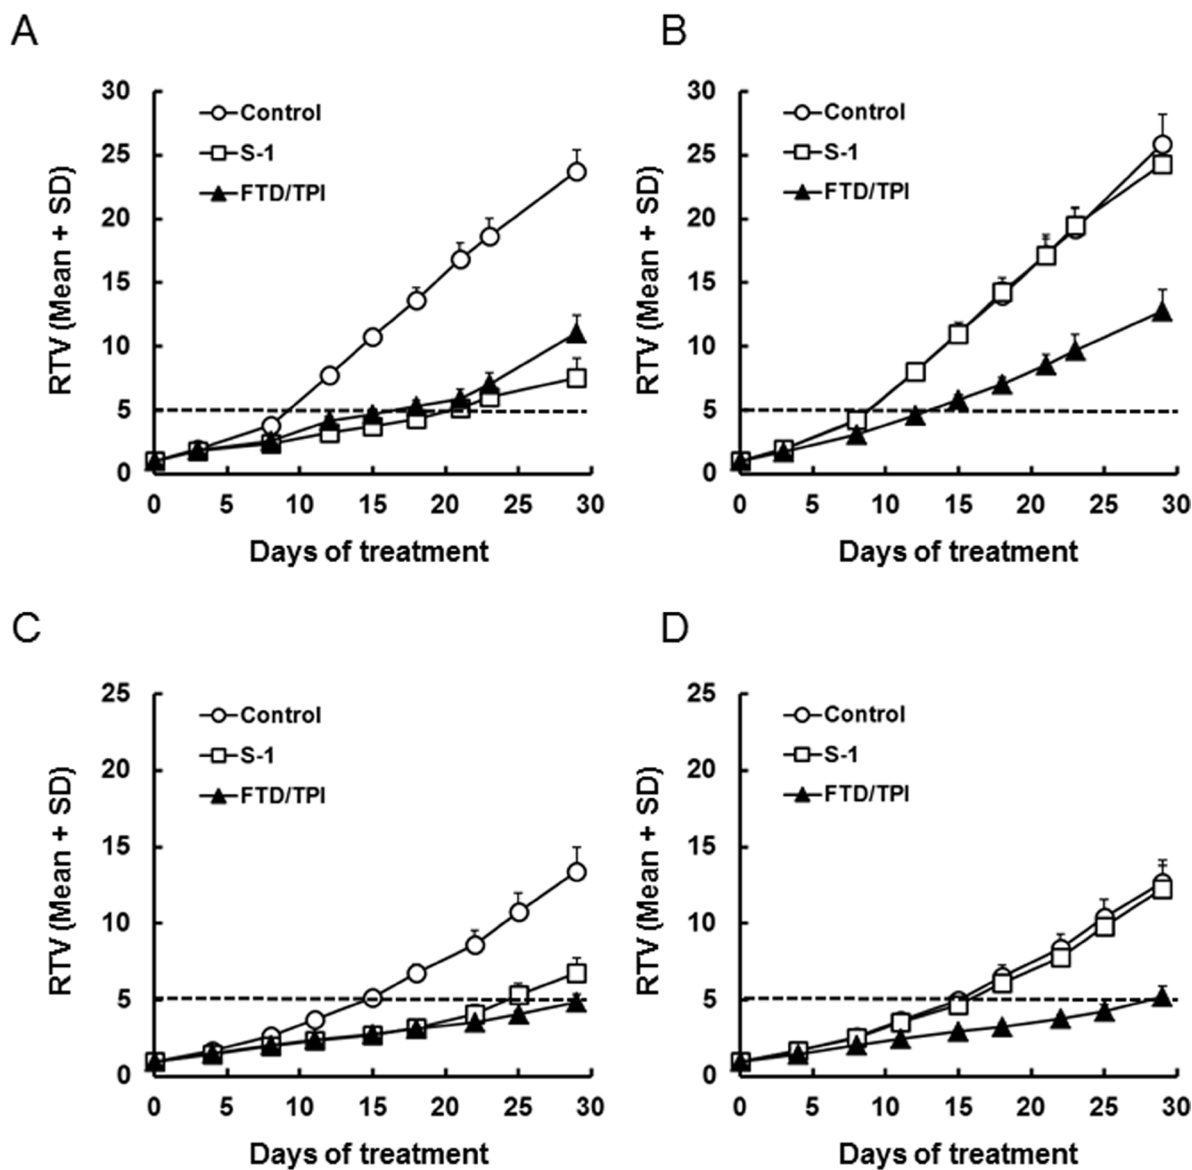 A
B
30
25
20
15
10
5
0
RTV (Mean + SD)
Control
S-1
FTD/TPI
0 5 10 15 20 25 30
Days of treatment
30
25
20
15
10
5
0
RTV (Mean + SD)
Control
S-1
FTD/TPI
0 5 10 15 20 25 30
Days of treatment
C
D
25
20
15
10
5
0
RTV (Mean + SD)
Control
S-1
FTD/TPI
0 5 10 15 20 25 30
Days of treatment
25
20
15
10
5
0
RTV (Mean + SD)
Control
S-1
FTD/TPI
0 5 10 15 20 25 30
Days of treatment